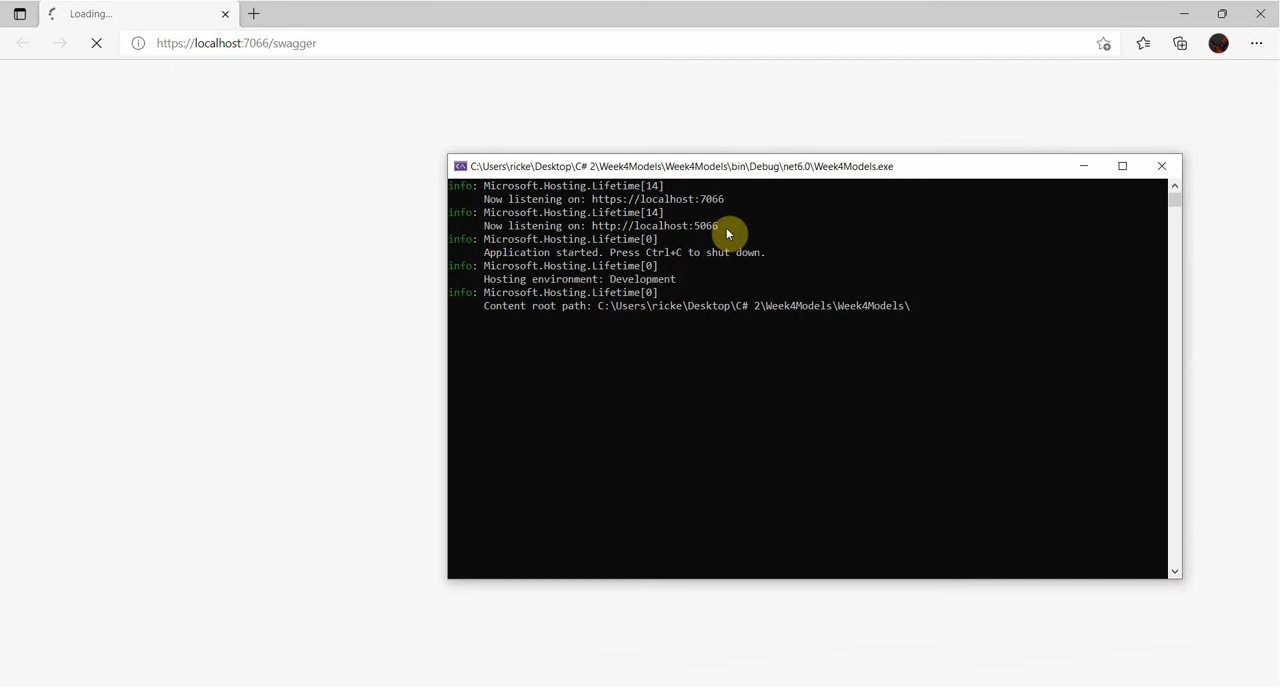 Loading...
https://localhost:7066/swagger
C:\Users\ricke\Desktop\C# 2\Week4Models\Week4Models\bin\Debug\net6.0\Week4Models.exe
info: Microsoft.Hosting.Lifetime[14]
Now listening on: https://localhost:7066
info: Microsoft.Hosting.Lifetime[14]
Now listening on: http://localhost:5066
info: Microsoft.Hosting.Lifetime[0]
Application started. Press Ctrl+C to shut down.
info: Microsoft.Hosting.Lifetime[0]
Hosting environment: Development
info: Microsoft.Hosting.Lifetime[0]
Content root path: C:\Users\ricke\Desktop\C# 2\Week4Models\Week4Models\